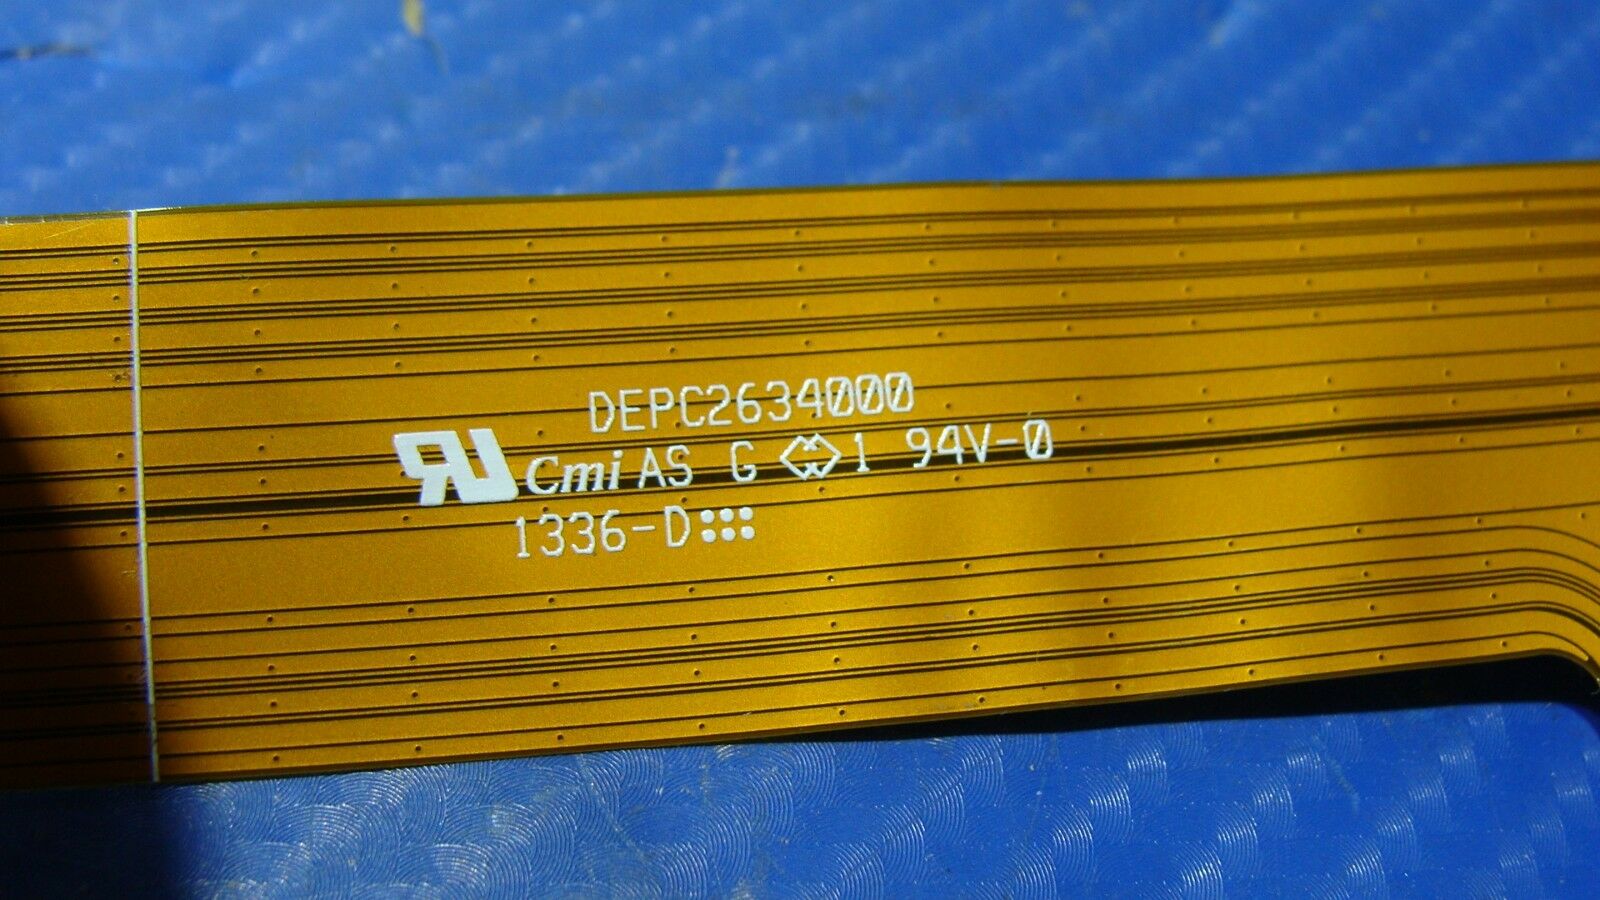 DEPC2634000
Cmi AS G 1 94V-0
1336-D